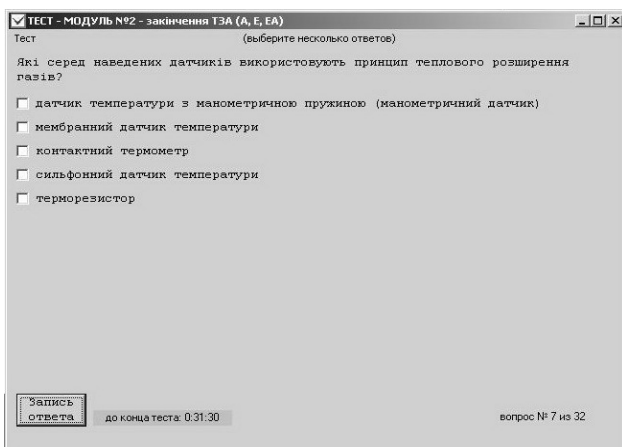 ТЕСТ - МОДУЛЬ №2 - закінчення ТЗА (А, Е, ЕА)
Тест (выберите несколько ответов)
Які серед наведених датчиків використовують принцип теплового розширення
газів?
датчик температури з манометричною пружиною (манометричний датчик)
мембранний датчик температури
контактний термометр
сильфонний датчик температури
терморезистор
Запись
ответа
до конца теста: 0:31:30
вопрос № 7 из 32